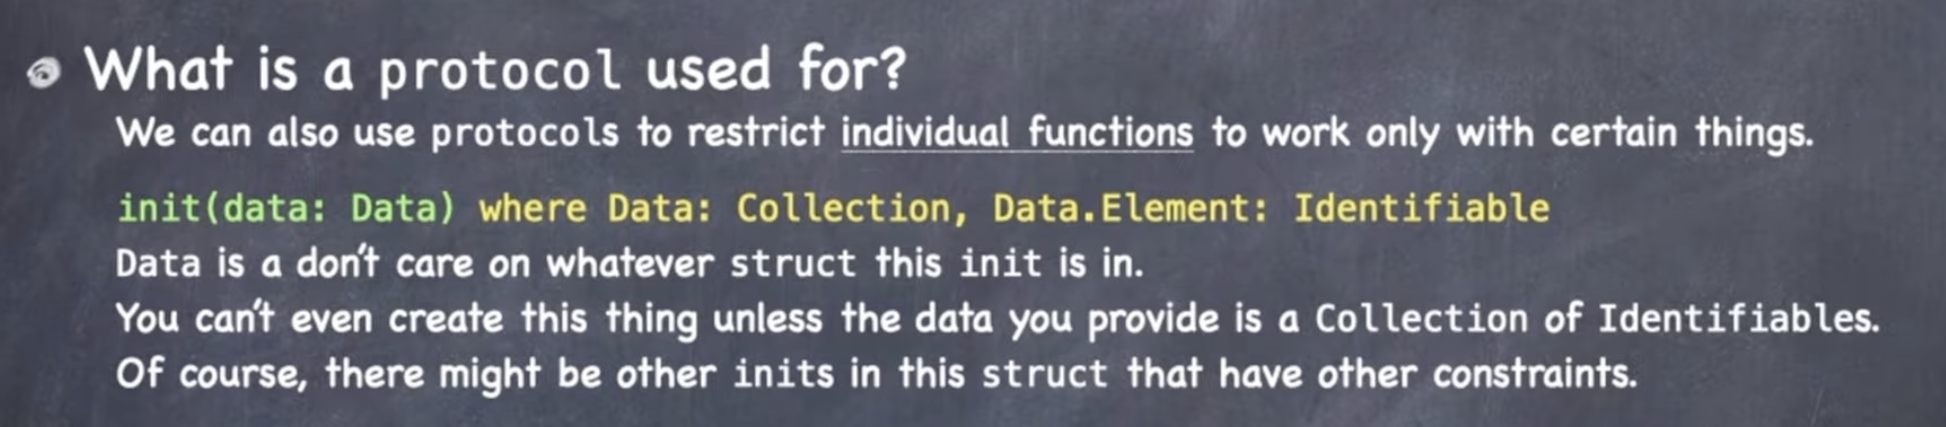 What is a protocol used for?
We can also use protocols to restrict individual functions to work only with certain things.
init(data: Data) where Data: Collection, Data.Element: Identifiable
Data is a don't care on whatever struct this init is in.
You can't even create this thing unless the data you provide is a Collection of Identifiables.
Of course, there might be other inits in this struct that have other constraints.